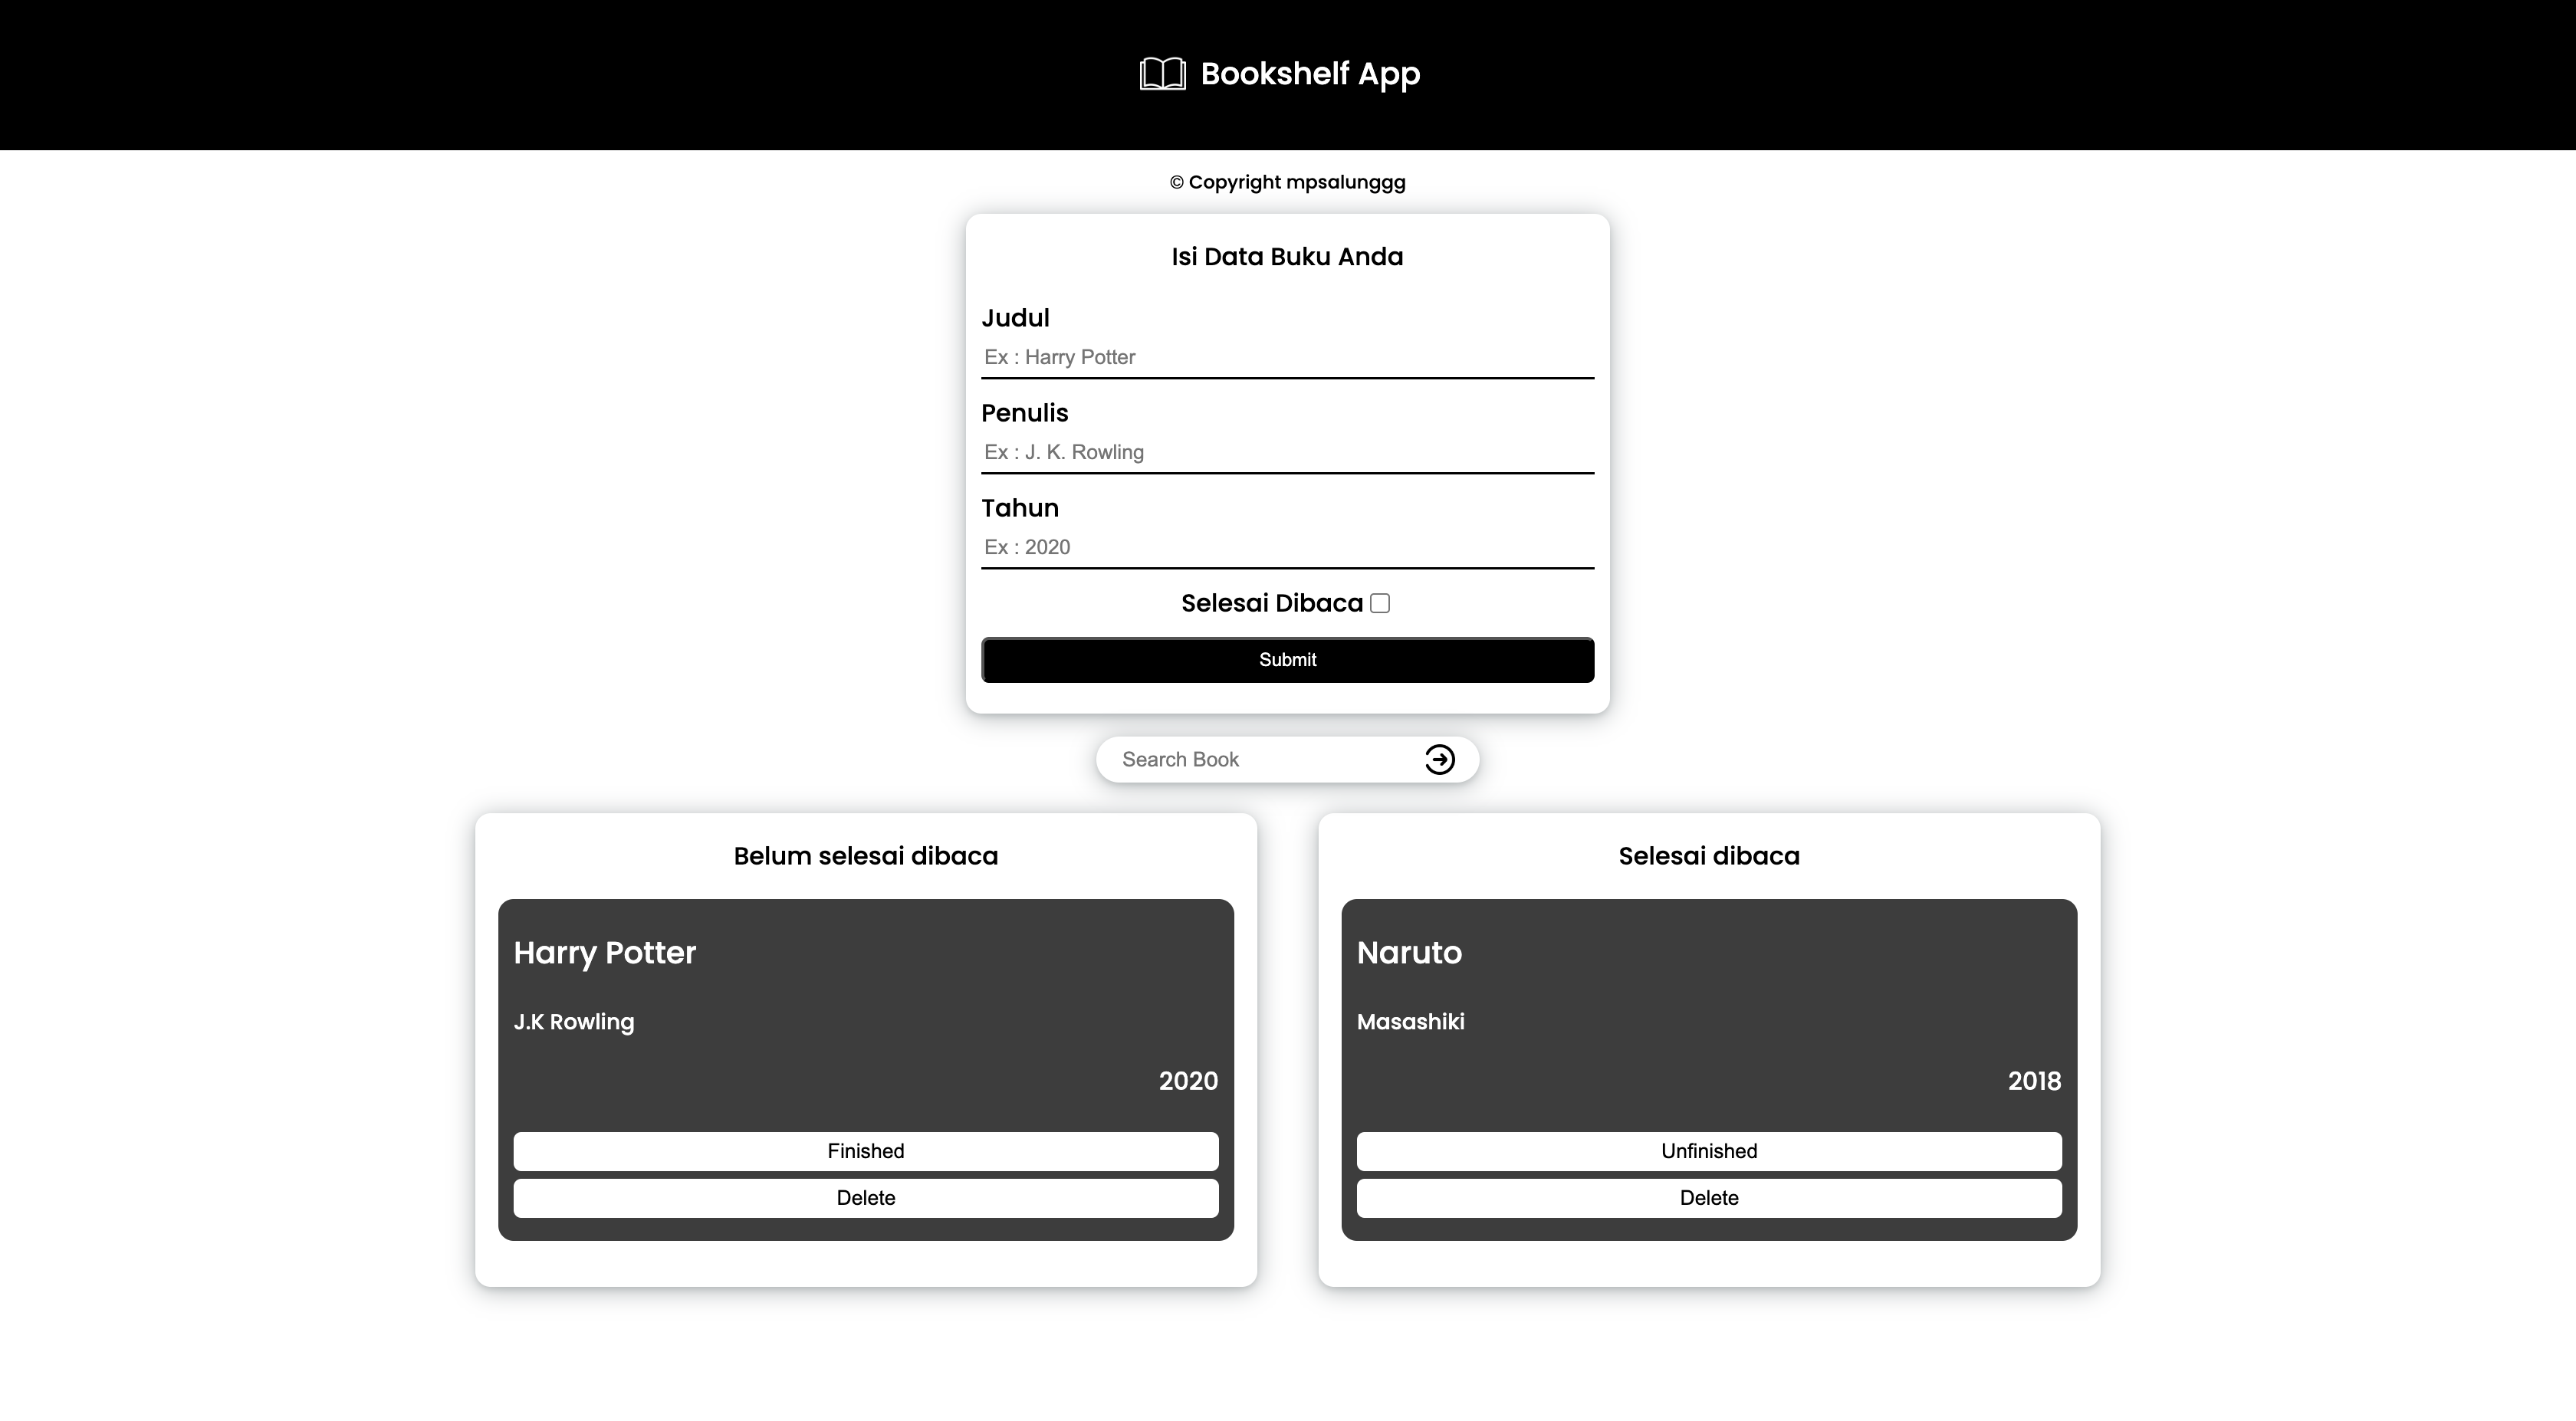 Bookshelf App
© Copyright mpsalunggg
Isi Data Buku Anda
Judul
Ex : Harry Potter
Penulis
Ex : J. K. Rowling
Tahun
Ex : 2020
Selesai Dibaca
Submit
Search Book
Belum selesai dibaca
Harry Potter
J.K Rowling
2020
Finished
Delete
Selesai dibaca
Naruto
Masashiki
2018
Unfinished
Delete